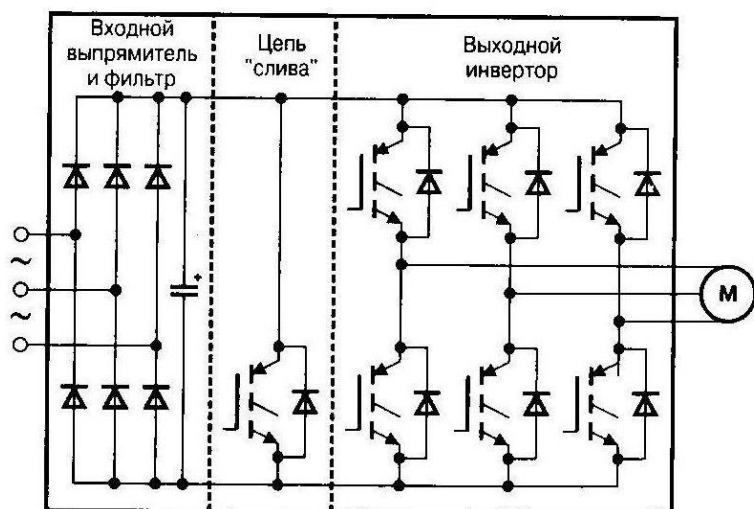 Входной
выпрямитель
и фильтр
Цепь
"слива"
Выходной
инвертор
~
~
+
М